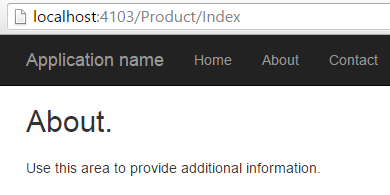 localhost:4103/Product/Index
Application name Home About Contact
About.
Use this area to provide additional information.